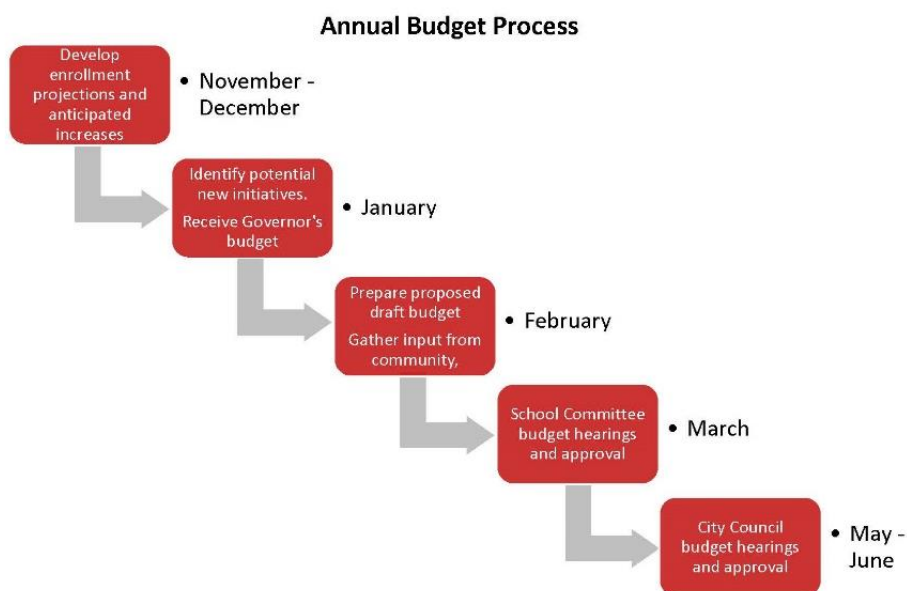 Annual Budget Process
Develop
enrollment
projections and
anticipated
increases
• November -
December
Identify potential
new initiatives.
Receive Governor's
budget
• January
Prepare proposed
draft budget
Gather input from
community,
• February
School Committee
budget hearings
and approval
• March
City Council
budget hearings
and approval
• May -
June